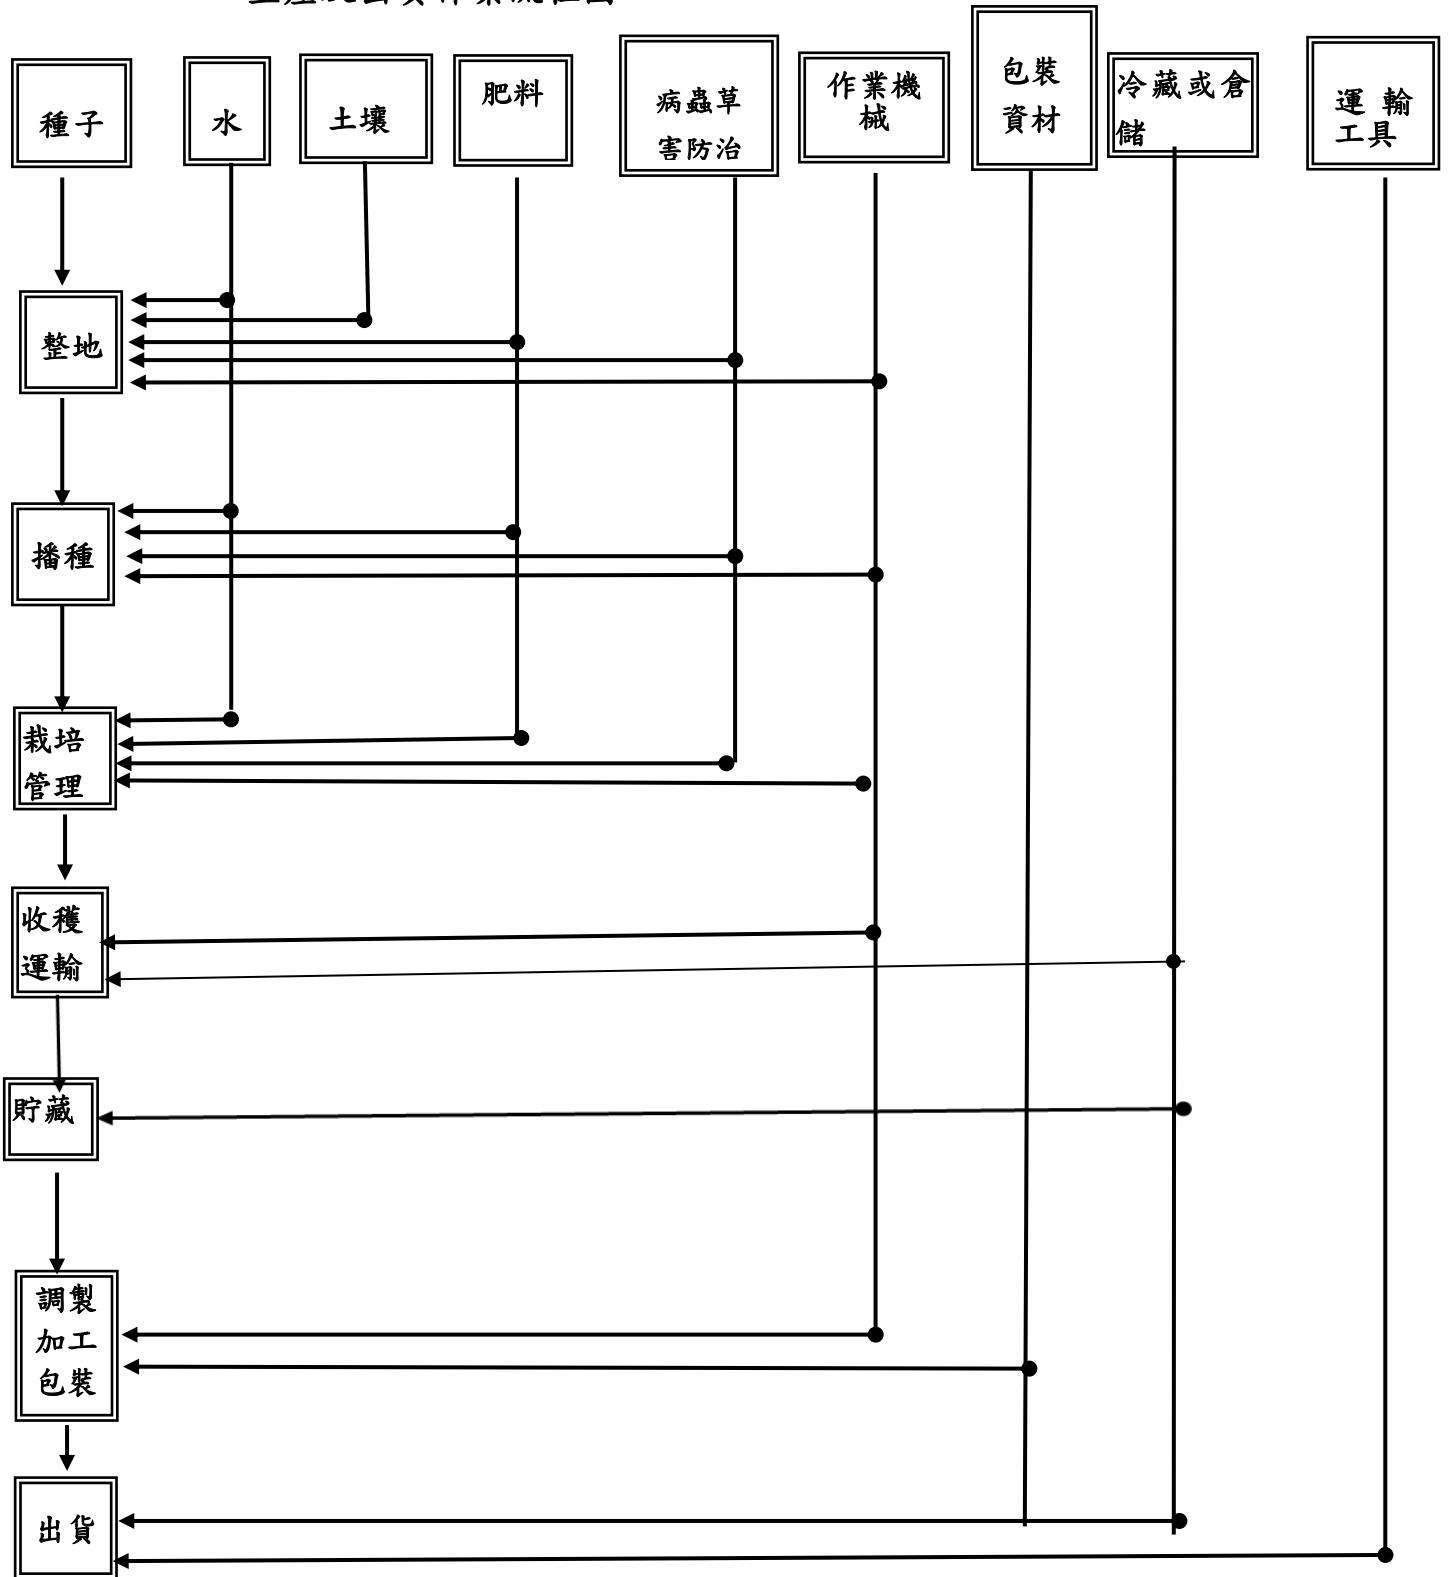 種子
水
土壤
肥料
病蟲草
害防治
作業機
械
包裝
資材
冷藏或倉
儲
運 輸
工具
整地
播種
栽培
管理
收穫
運輸
貯藏
調製
加工
包裝
出貨